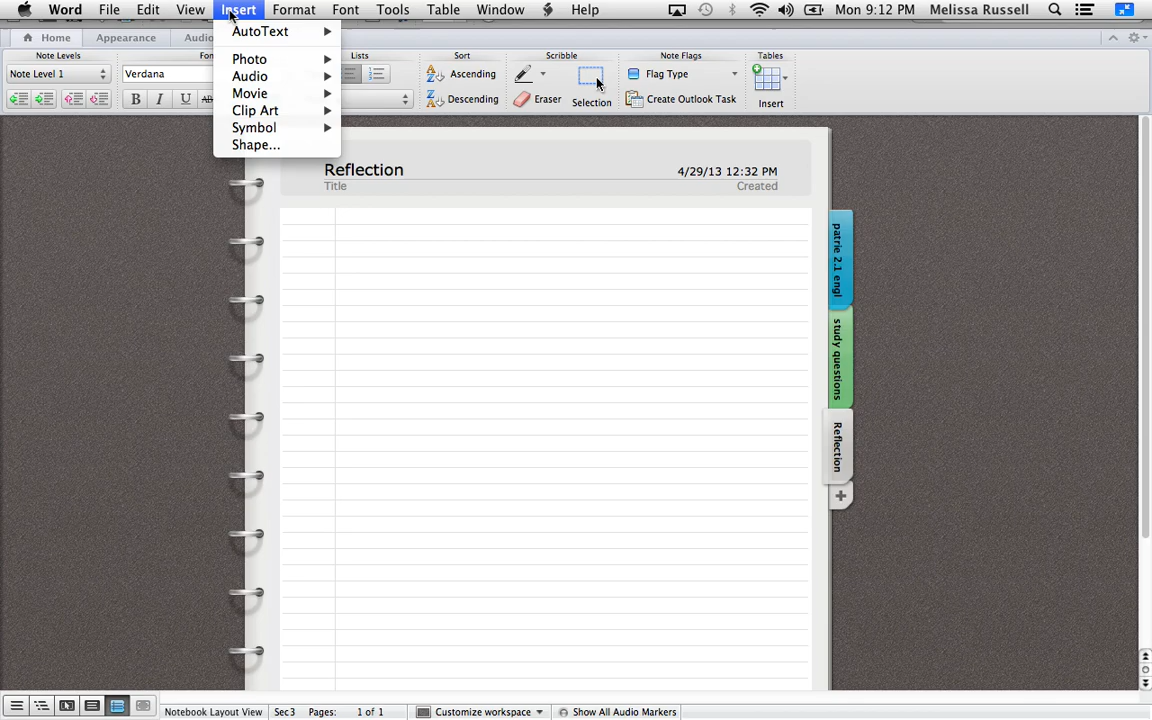 Word File Edit View Insert Format Font Tools Table Window Help Mon 9:12 PM Melissa Russell
Home Appearance Audio
Note Levels Lists Sort Scribble Note Flags Tables
Note Level 1 Verdana Ascending Flag Type
B I U Descending Eraser Selection Create Outlook Task Insert
AutoText
Photo
Audio
Movie
Clip Art
Symbol
Shape...
Reflection 4/29/13 12:32 PM
Title Created
patrie 2.1 engl
study questions
Reflection
Notebook Layout View Sec3 Pages: 1 of 1 Customize workspace Show All Audio Markers